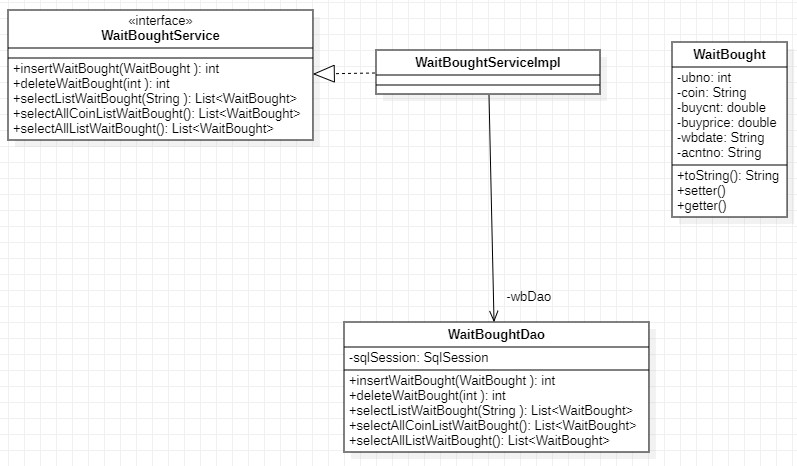 «interface»
WaitBoughtService
+insertWaitBought(WaitBought ): int
+deleteWaitBought(int ): int
+selectListWaitBought(String ): List<WaitBought>
+selectAllCoinListWaitBought(): List<WaitBought>
+selectAllListWaitBought(): List<WaitBought>
WaitBoughtServiceImpl
WaitBought
-ubno: int
-coin: String
-buycnt: double
-buyprice: double
-wbdate: String
-acntno: String
+toString(): String
+setter()
+getter()
-wbDao
WaitBoughtDao
-sqlSession: SqlSession
+insertWaitBought(WaitBought ): int
+deleteWaitBought(int ): int
+selectListWaitBought(String ): List<WaitBought>
+selectAllCoinListWaitBought(): List<WaitBought>
+selectAllListWaitBought(): List<WaitBought>